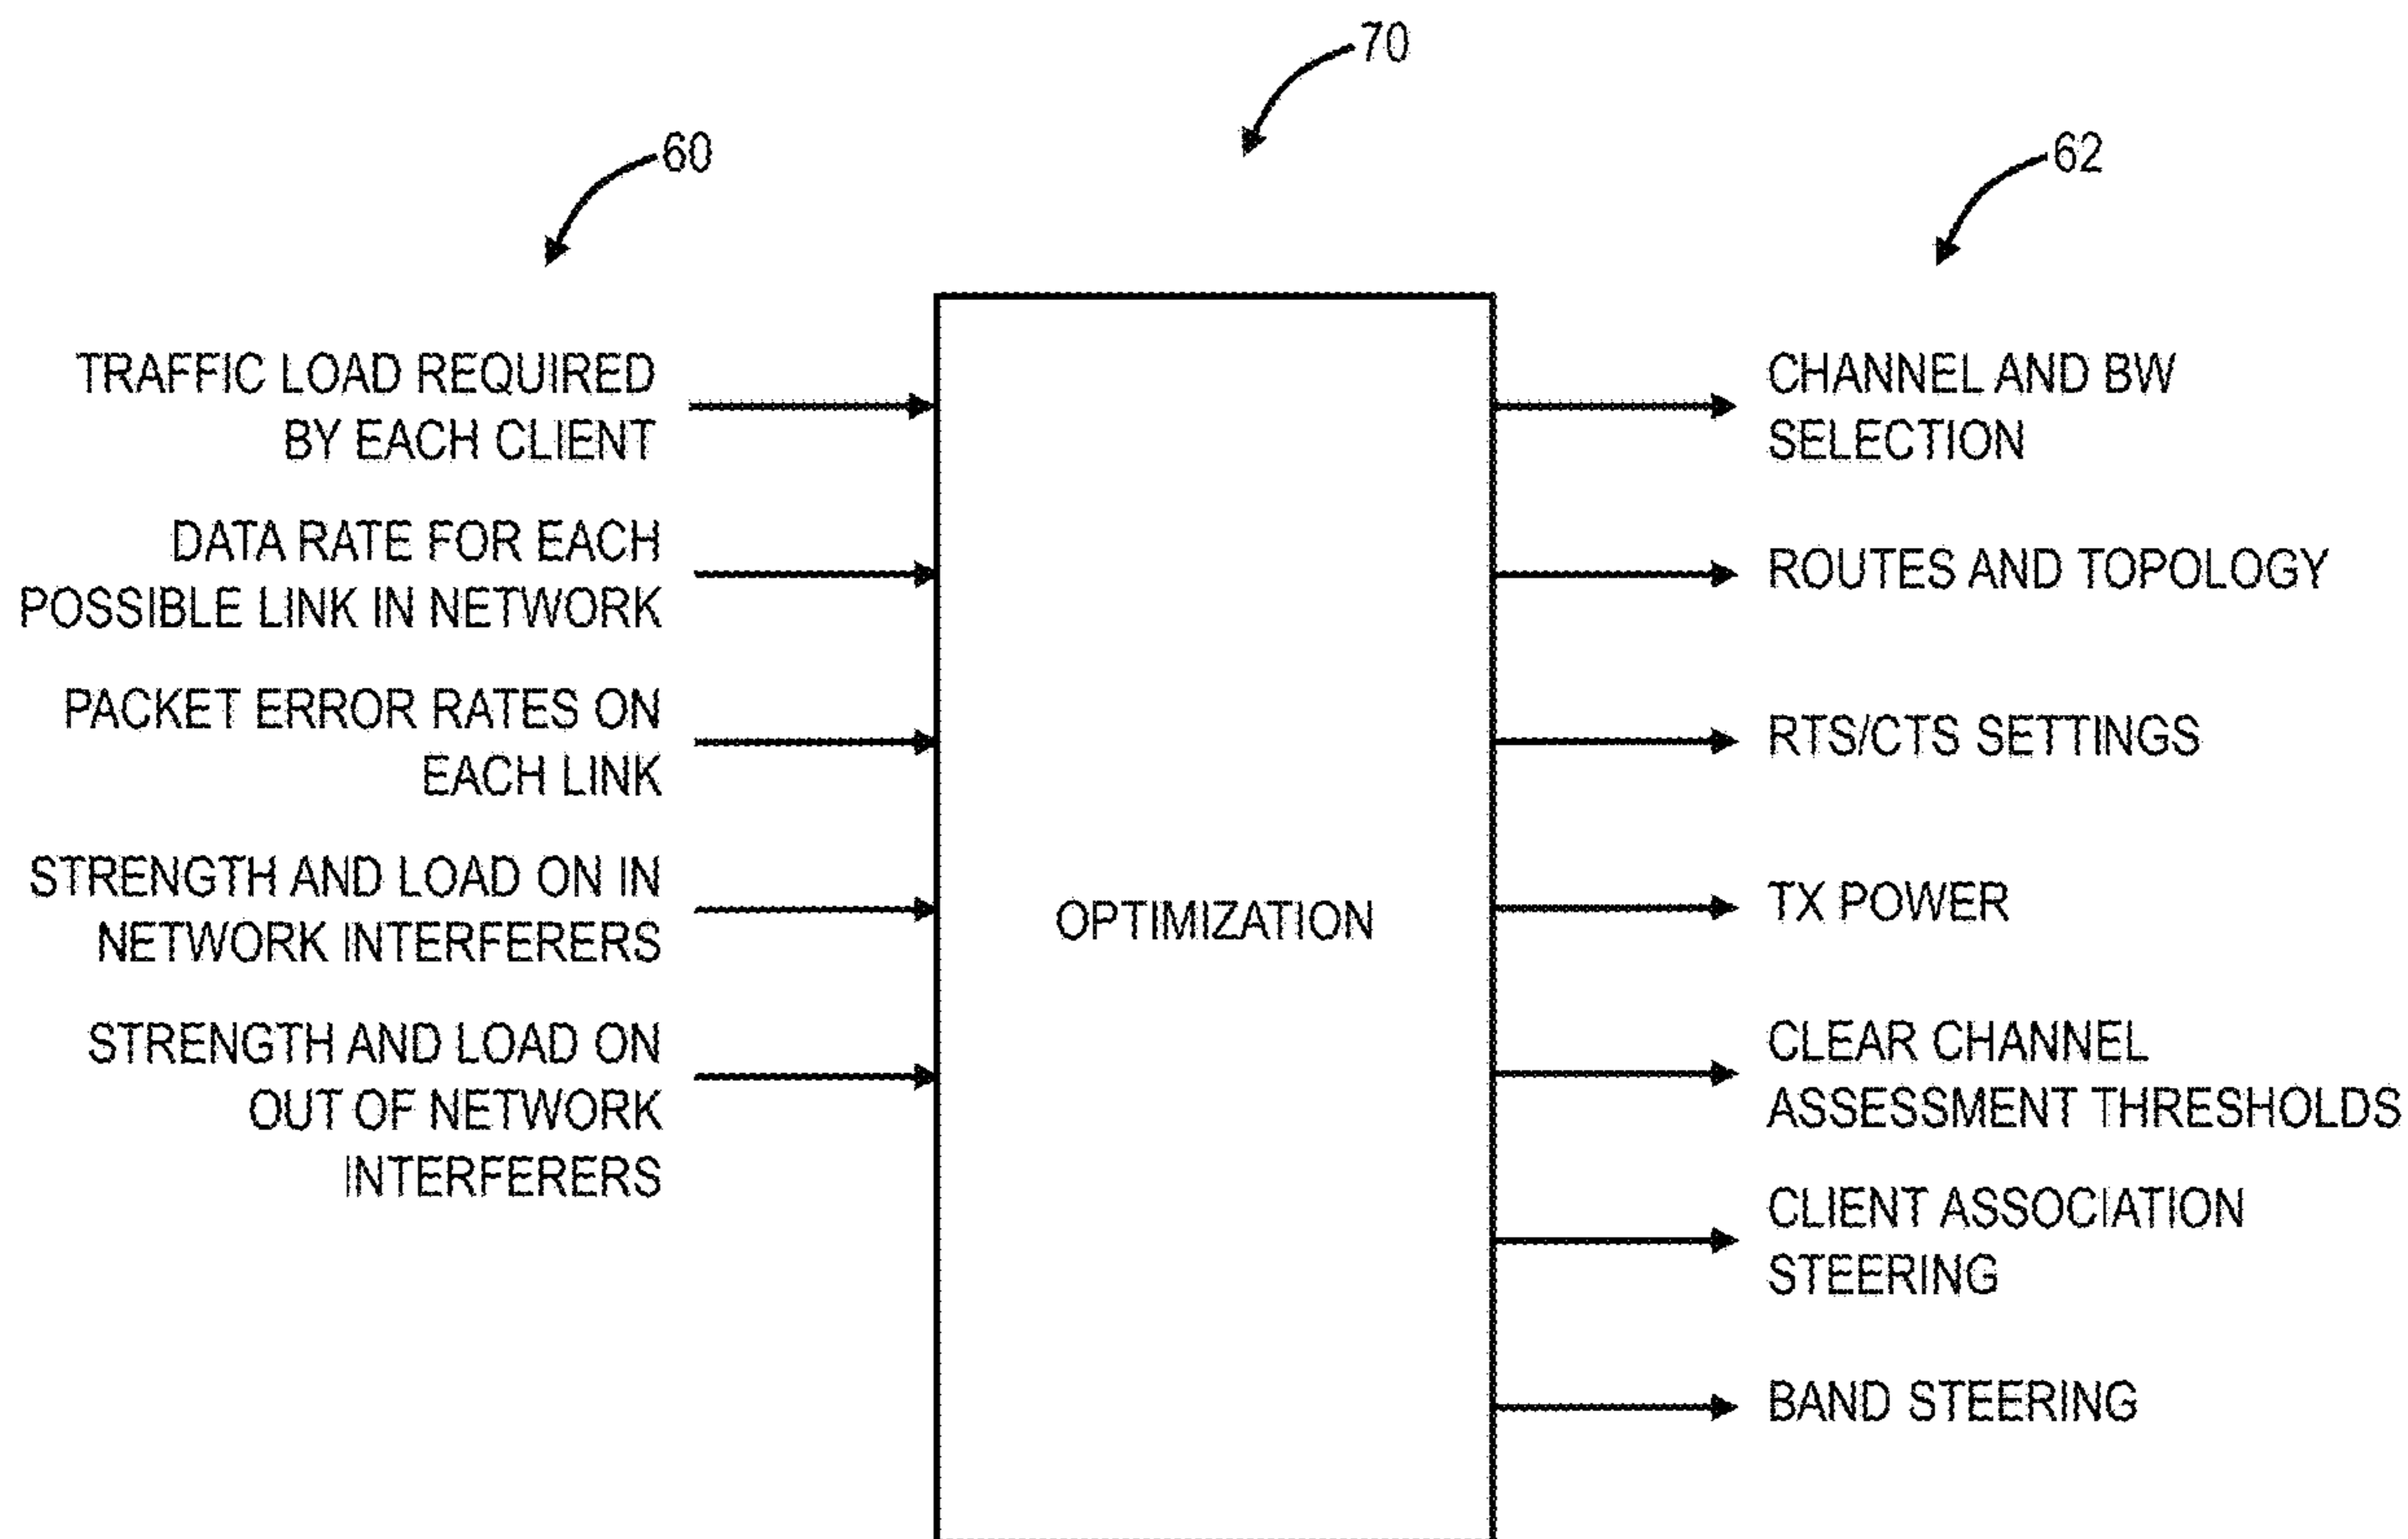 70
60
62
TRAFFIC LOAD REQUIRED
BY EACH CLIENT
DATA RATE FOR EACH
POSSIBLE LINK IN NETWORK
PACKET ERROR RATES ON
EACH LINK
STRENGTH AND LOAD ON IN
NETWORK INTERFERERS
STRENGTH AND LOAD ON
OUT OF NETWORK
INTERFERERS
OPTIMIZATION
CHANNEL AND BW
SELECTION
ROUTES AND TOPOLOGY
RTS/CTS SETTINGS
TX POWER
CLEAR CHANNEL
ASSESSMENT THRESHOLDS
CLIENT ASSOCIATION
STEERING
BAND STEERING